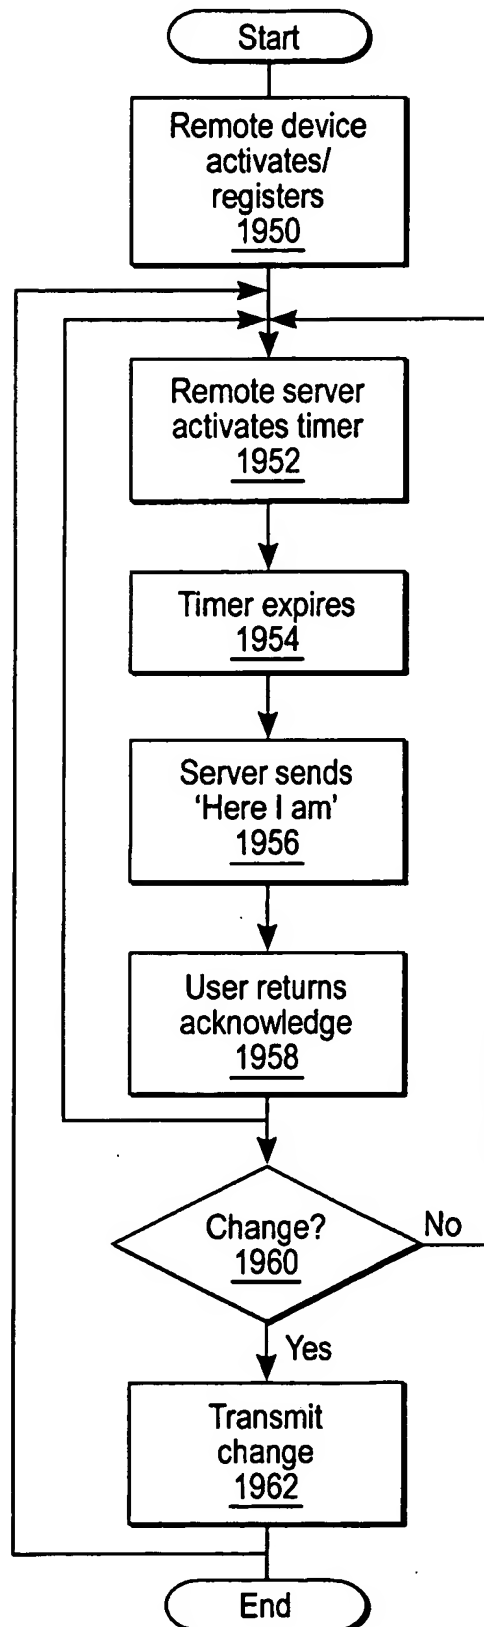 Start
Remote device
activates/
registers
1950
Remote server
activates timer
1952
Timer expires
1954
Server sends
‘Here I am’
1956
User returns
acknowledge
1958
Change?
1960
No
Yes
Transmit
change
1962
End